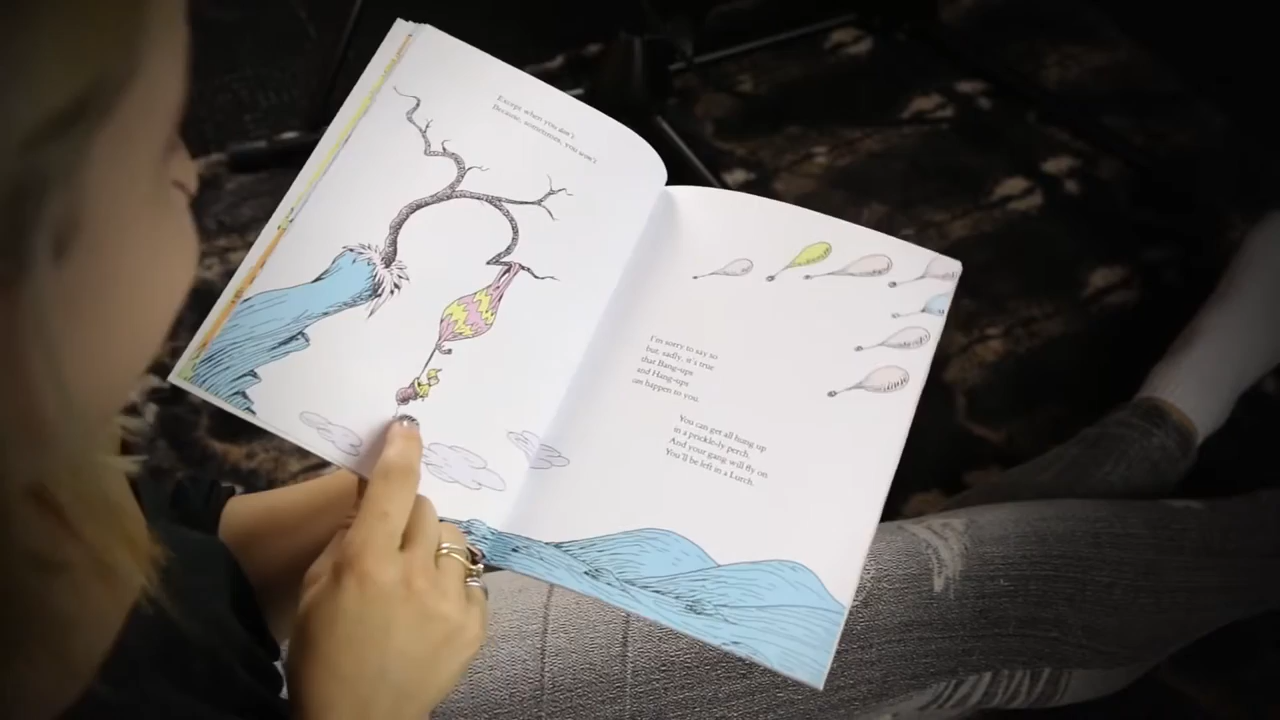 Except when you don't.
Because, sometimes, you won't.
I'm sorry to say so
but, sadly, it's true
that Bang-ups
and Hang-ups
can happen to you.
You can get all hung up
in a prickle-ly perch.
And your gang will fly on.
You'll be left in a Lurch.